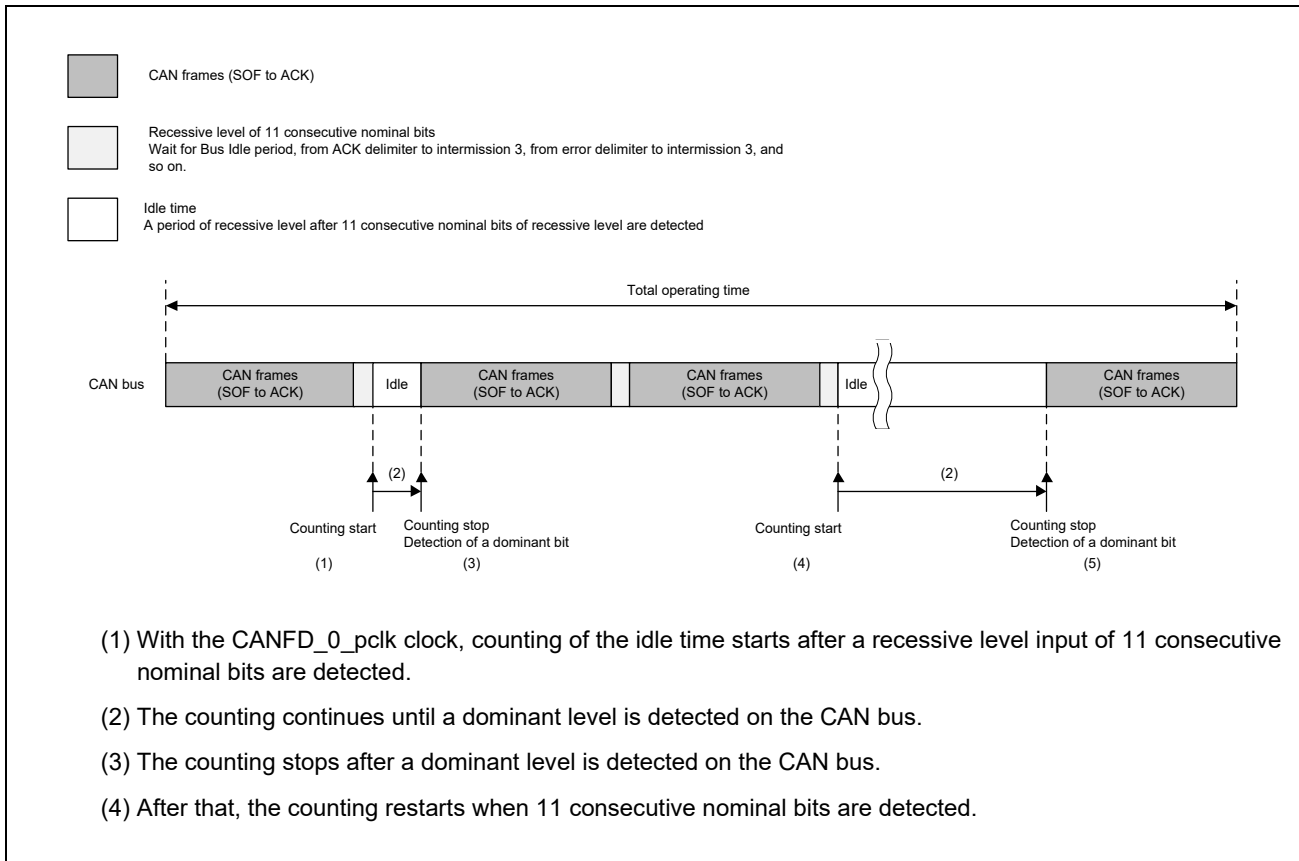 CAN frames (SOF to ACK)
Recessive level of 11 consecutive nominal bits
Wait for Bus Idle period, from ACK delimiter to intermission 3, from error delimiter to intermission 3, and
so on.
Idle time
A period of recessive level after 11 consecutive nominal bits of recessive level are detected
Total operating time
CAN bus
CAN frames
(SOF to ACK)
Idle
CAN frames
(SOF to ACK)
CAN frames
(SOF to ACK)
Idle
CAN frames
(SOF to ACK)
(2)
(2)
Counting start
(1)
Counting stop
Detection of a dominant bit
(3)
Counting start
(4)
Counting stop
Detection of a dominant bit
(5)
(1) With the CANFD_0_pclk clock, counting of the idle time starts after a recessive level input of 11 consecutive
nominal bits are detected.
(2) The counting continues until a dominant level is detected on the CAN bus.
(3) The counting stops after a dominant level is detected on the CAN bus.
(4) After that, the counting restarts when 11 consecutive nominal bits are detected.